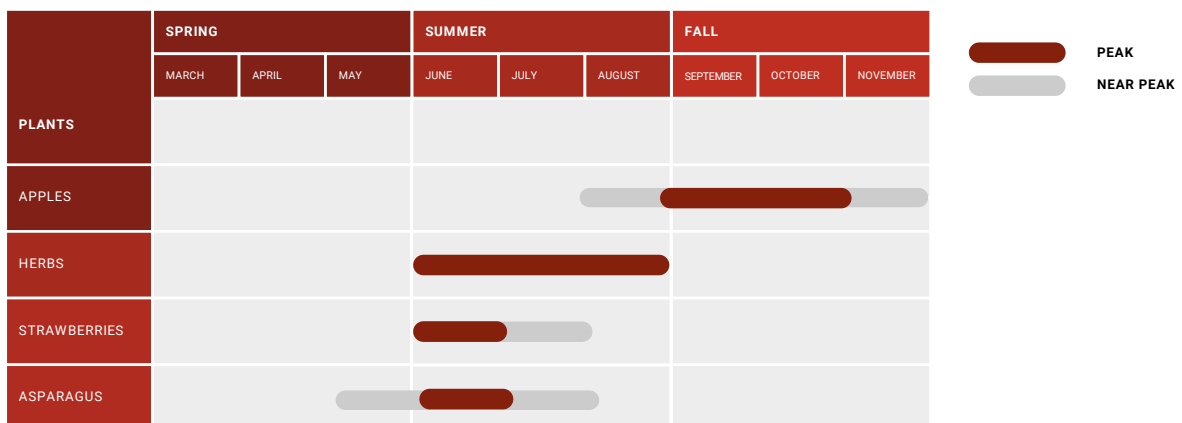 SPRING
SUMMER
FALL
PEAK
MARCH
APRIL
MAY
JUNE
JULY
AUGUST
SEPTEMBER
OCTOBER
NOVEMBER
NEAR PEAK
PLANTS
APPLES
HERBS
STRAWBERRIES
ASPARAGUS